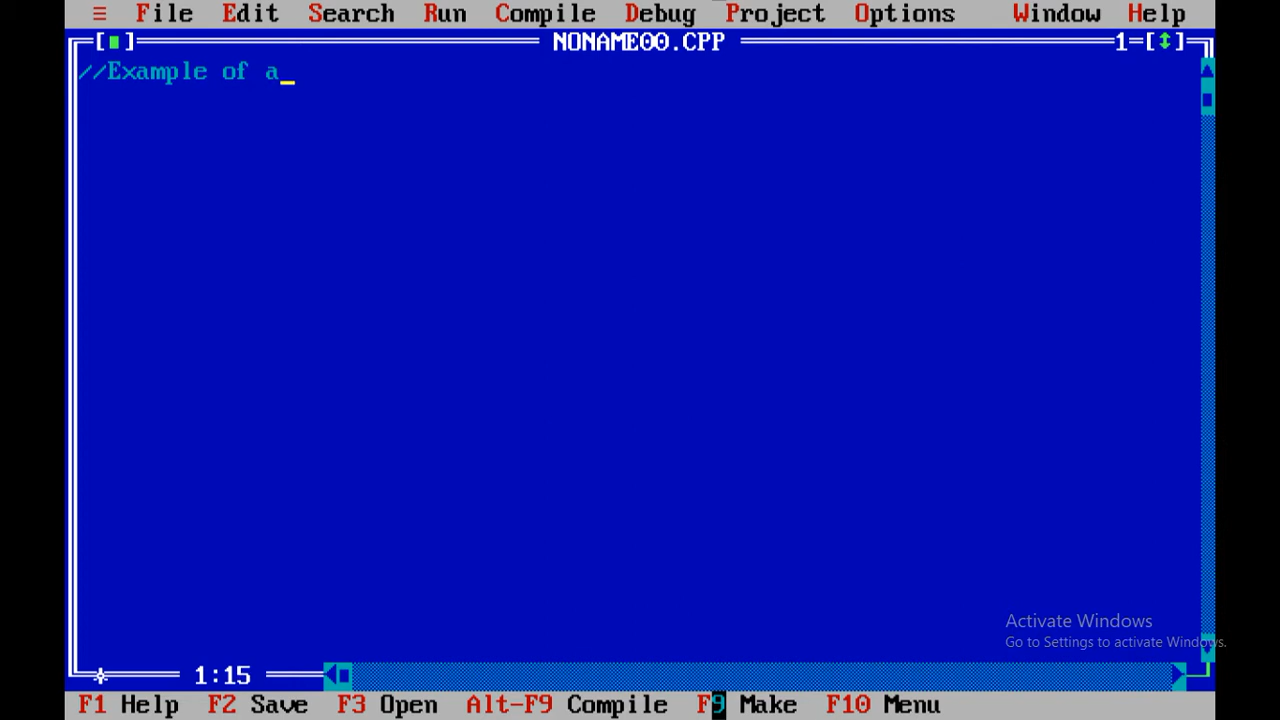 ≡ File Edit Search Run Compile Debug Project Options Window Help
[■] NONAME00.CPP 1=[↕]
//Example of a_
1:15
Activate Windows
Go to Settings to activate Windows.
F1 Help F2 Save F3 Open Alt-F9 Compile F9 Make F10 Menu